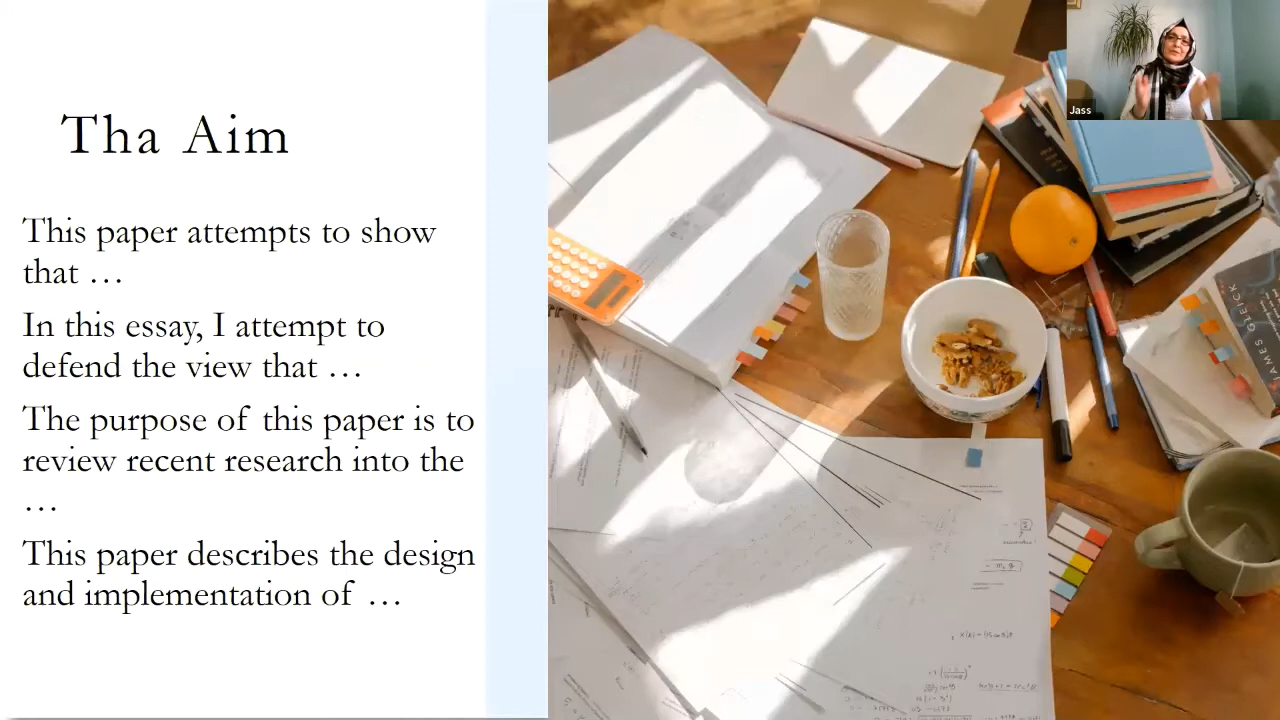 Tha Aim
This paper attempts to show
that …
In this essay, I attempt to
defend the view that …
The purpose of this paper is to
review recent research into the
…
This paper describes the design
and implementation of …
Jass
JAMES GLEICK